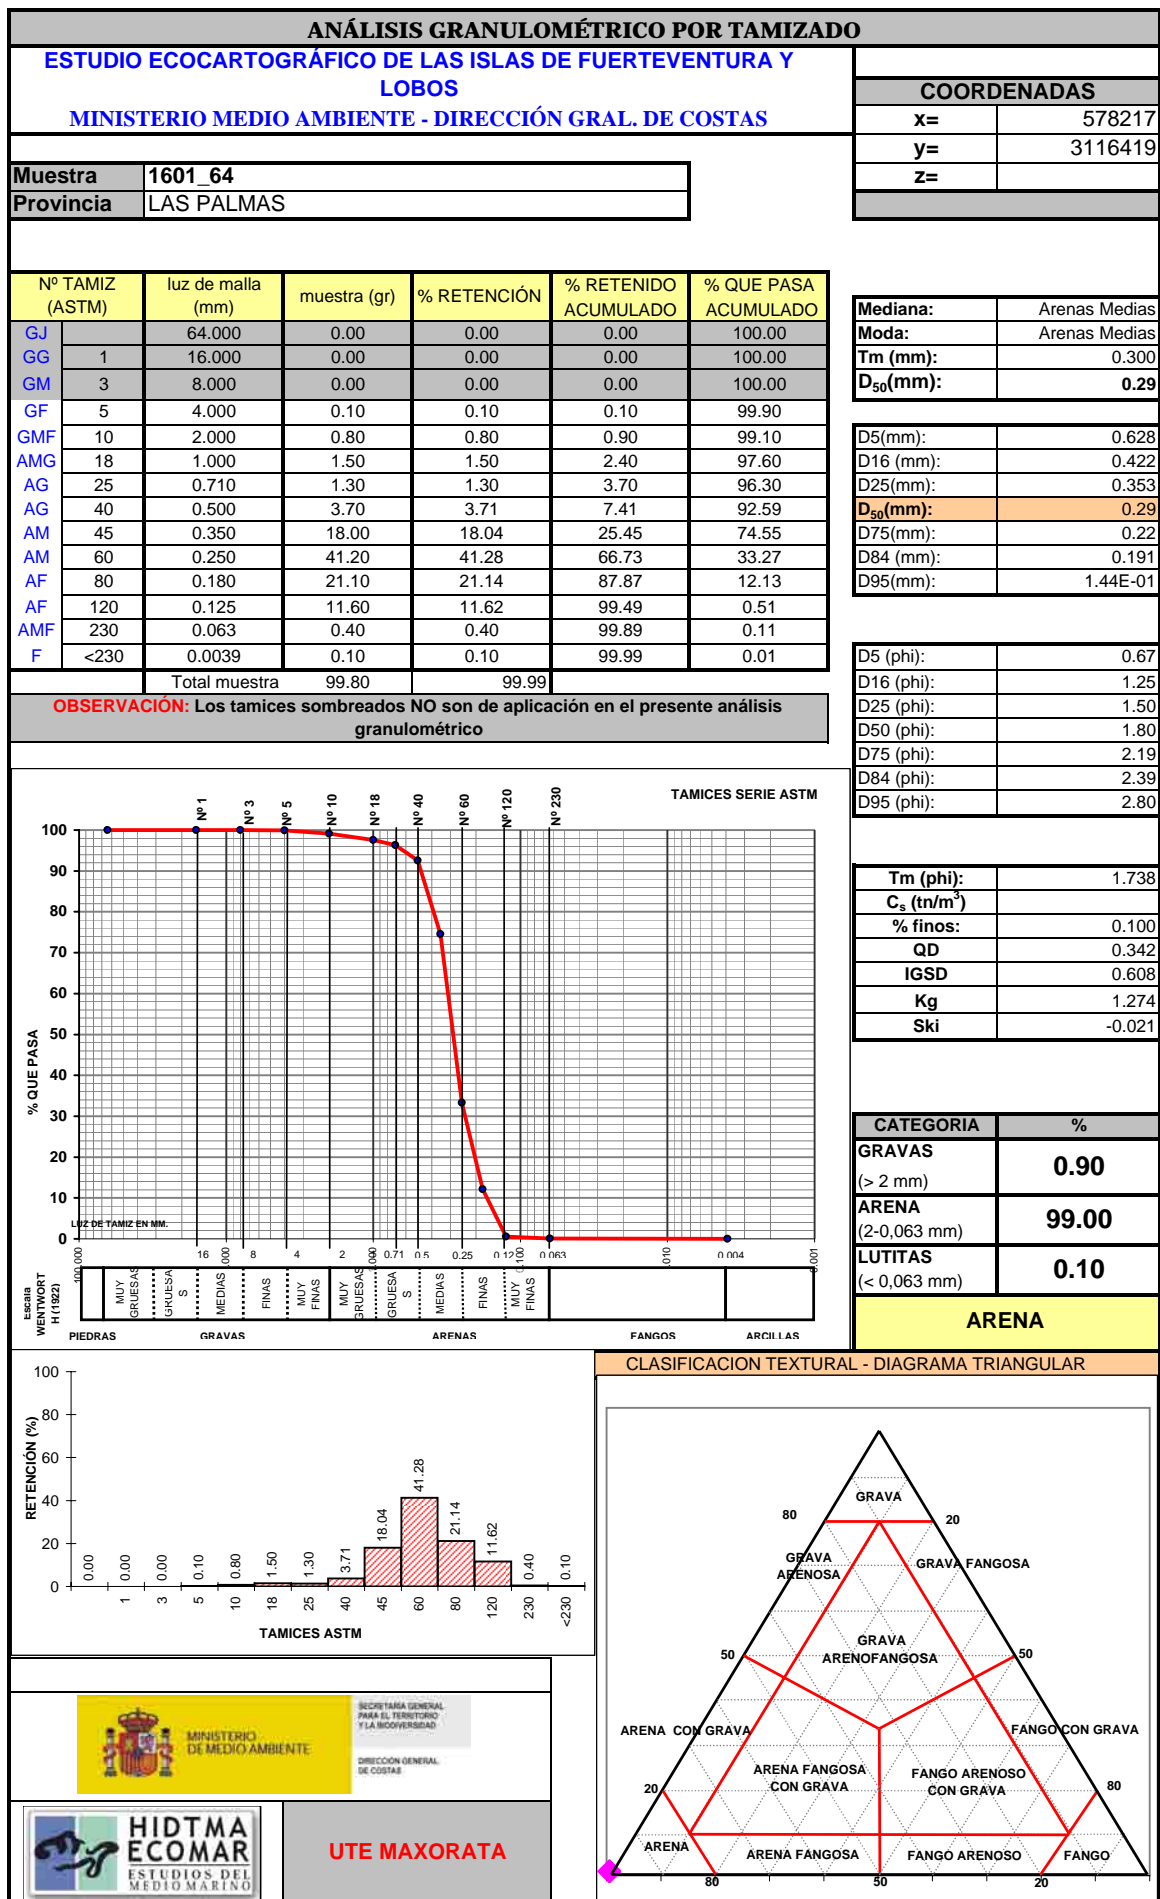 ANÁLISIS GRANULOMÉTRICO POR TAMIZADO
ESTUDIO ECOCARTOGRÁFICO DE LAS ISLAS DE FUERTEVENTURA Y
LOBOS
MINISTERIO MEDIO AMBIENTE - DIRECCIÓN GRAL. DE COSTAS
COORDENADAS
x= 578217
y= 3116419
z=
Muestra 1601_64
Provincia LAS PALMAS
Nº TAMIZ (ASTM) luz de malla (mm) muestra (gr) % RETENCIÓN % RETENIDO ACUMULADO % QUE PASA ACUMULADO
GJ 64.000 0.00 0.00 0.00 100.00
GG 1 16.000 0.00 0.00 0.00 100.00
GM 3 8.000 0.00 0.00 0.00 100.00
GF 5 4.000 0.10 0.10 0.10 99.90
GMF 10 2.000 0.80 0.80 0.90 99.10
AMG 18 1.000 1.50 1.50 2.40 97.60
AG 25 0.710 1.30 1.30 3.70 96.30
AG 40 0.500 3.70 3.71 7.41 92.59
AM 45 0.350 18.00 18.04 25.45 74.55
AM 60 0.250 41.20 41.28 66.73 33.27
AF 80 0.180 21.10 21.14 87.87 12.13
AF 120 0.125 11.60 11.62 99.49 0.51
AMF 230 0.063 0.40 0.40 99.89 0.11
F <230 0.0039 0.10 0.10 99.99 0.01
Total muestra 99.80 99.99
OBSERVACIÓN: Los tamices sombreados NO son de aplicación en el presente análisis
granulométrico
Mediana: Arenas Medias
Moda: Arenas Medias
Tm (mm): 0.300
D50(mm): 0.29
D5(mm): 0.628
D16 (mm): 0.422
D25(mm): 0.353
D50(mm): 0.29
D75(mm): 0.22
D84 (mm): 0.191
D95(mm): 1.44E-01
D5 (phi): 0.67
D16 (phi): 1.25
D25 (phi): 1.50
D50 (phi): 1.80
D75 (phi): 2.19
D84 (phi): 2.39
D95 (phi): 2.80
Tm (phi): 1.738
Cs (tn/m3)
% finos: 0.100
QD 0.342
IGSD 0.608
Kg 1.274
Ski -0.021
CATEGORIA %
GRAVAS
(> 2 mm) 0.90
ARENA
(2-0,063 mm) 99.00
LUTITAS
(< 0,063 mm) 0.10
ARENA
TAMICES SERIE ASTM
Nº 1 Nº 3 Nº 5 Nº 10 Nº 18 Nº 40 Nº 60 Nº 120 Nº 230
% QUE PASA
100
90
80
70
60
50
40
30
20
10
0
LUZ DE TAMIZ EN MM.
16 8 4 2 0.71 0.5 0.25 0.12 0.063 0.004
100.000 0.100 0.001
Escala
WENTWORT
H (1922)
MUY GRUESAS GRUESA S MEDIAS FINAS MUY FINAS MUY GRUESAS GRUESA S MEDIAS FINAS MUY FINAS
PIEDRAS GRAVAS ARENAS FANGOS ARCILLAS
RETENCIÓN (%)
100
80
60
40
20
0
0.00 0.00 0.00 0.10 0.80 1.50 1.30 3.71 18.04 41.28 21.14 11.62 0.40 0.10
1 3 5 10 18 25 40 45 60 80 120 230 <230
TAMICES ASTM
CLASIFICACION TEXTURAL - DIAGRAMA TRIANGULAR
GRAVA
80 20
GRAVA
ARENOSA
GRAVA FANGOSA
GRAVA
ARENOFANGOSA
50 50
ARENA CON GRAVA FANGO CON GRAVA
ARENA FANGOSA
CON GRAVA
FANGO ARENOSO
CON GRAVA
20 80
ARENA ARENA FANGOSA FANGO ARENOSO FANGO
80 50 20
MINISTERIO
DE MEDIO AMBIENTE
SECRETARÍA GENERAL
PARA EL TERRITORIO
Y LA BIODIVERSIDAD
DIRECCIÓN GENERAL
DE COSTAS
HIDTMA
ECOMAR
ESTUDIOS DEL
MEDIO MARINO
UTE MAXORATA